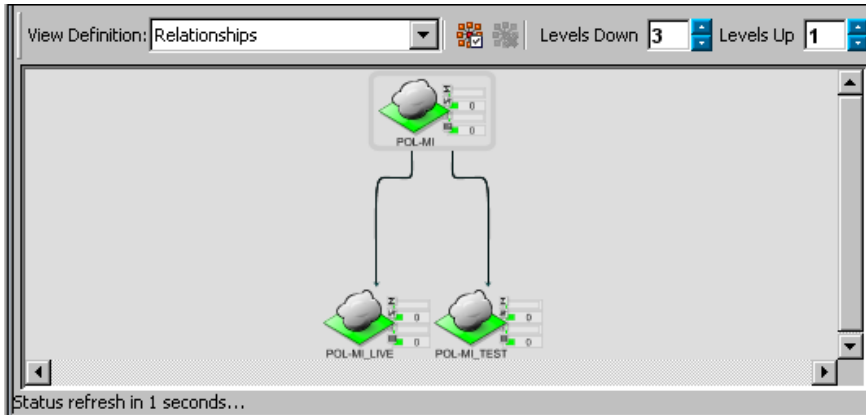 View Definition: Relationships Levels Down 3 Levels Up 1
0
0
POL-MI
0 0
0 0
POL-MI_LIVE POL-MI_TEST
Status refresh in 1 seconds...